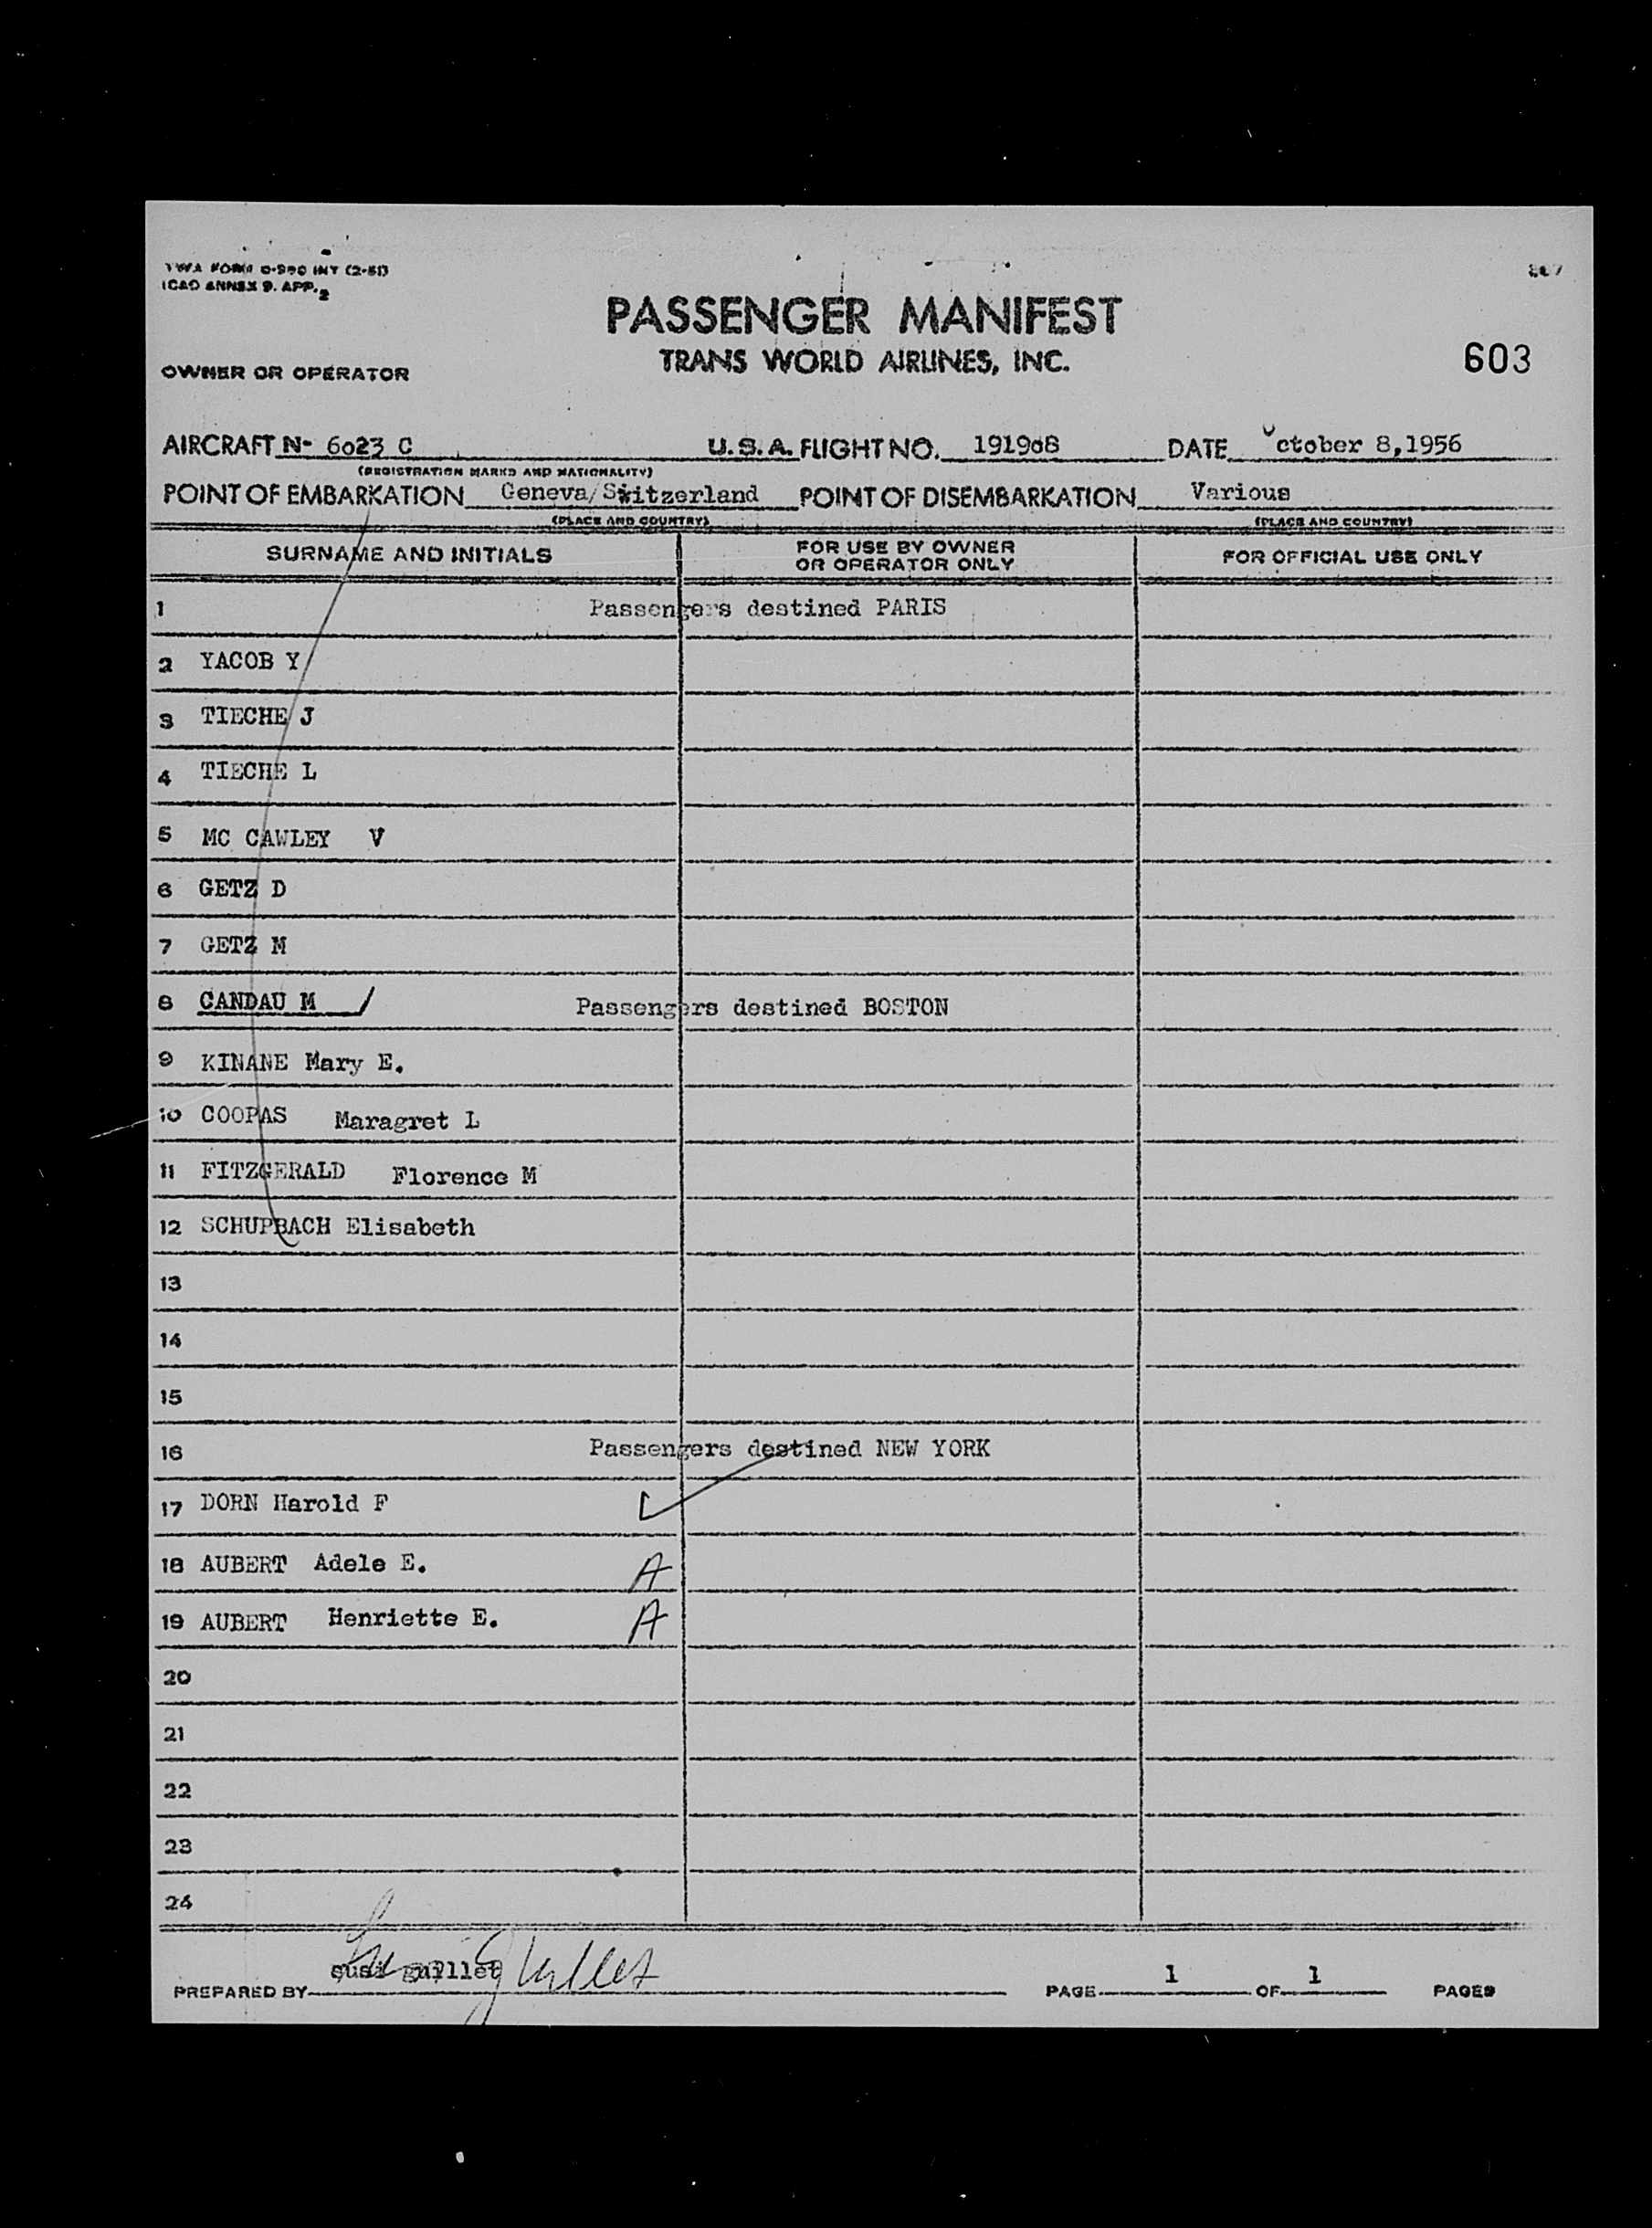 TWA FORM O-990 INT (2-51)
ICAO ANNEX 9. APP. 2
PASSENGER MANIFEST
TRANS WORLD AIRLINES, INC.
603
OWNER OR OPERATOR
AIRCRAFT N- 6023 C U.S.A. FLIGHT NO. 191908 DATE October 8,1956
(REGISTRATION MARKS AND NATIONALITY)
POINT OF EMBARKATION Geneva/Switzerland POINT OF DISEMBARKATION Various
(PLACE AND COUNTRY) (PLACE AND COUNTRY)
SURNAME AND INITIALS FOR USE BY OWNER OR OPERATOR ONLY FOR OFFICIAL USE ONLY
1 Passengers destined PARIS
2 YACOB Y
3 TIECHE J
4 TIECHE L
5 MC CAWLEY V
6 GETZ D
7 GETZ M
8 CANDAU M / Passengers destined BOSTON
9 KINANE Mary E.
10 COOPAS Maragret L
11 FITZGERALD Florence M
12 SCHUPBACH Elisabeth
13
14
15
16 Passengers destined NEW YORK
17 DORN Harold F
18 AUBERT Adele E. A
19 AUBERT Henriette E. A
20
21
22
23
24
PREPARED BY PAGE 1 OF 1 PAGES